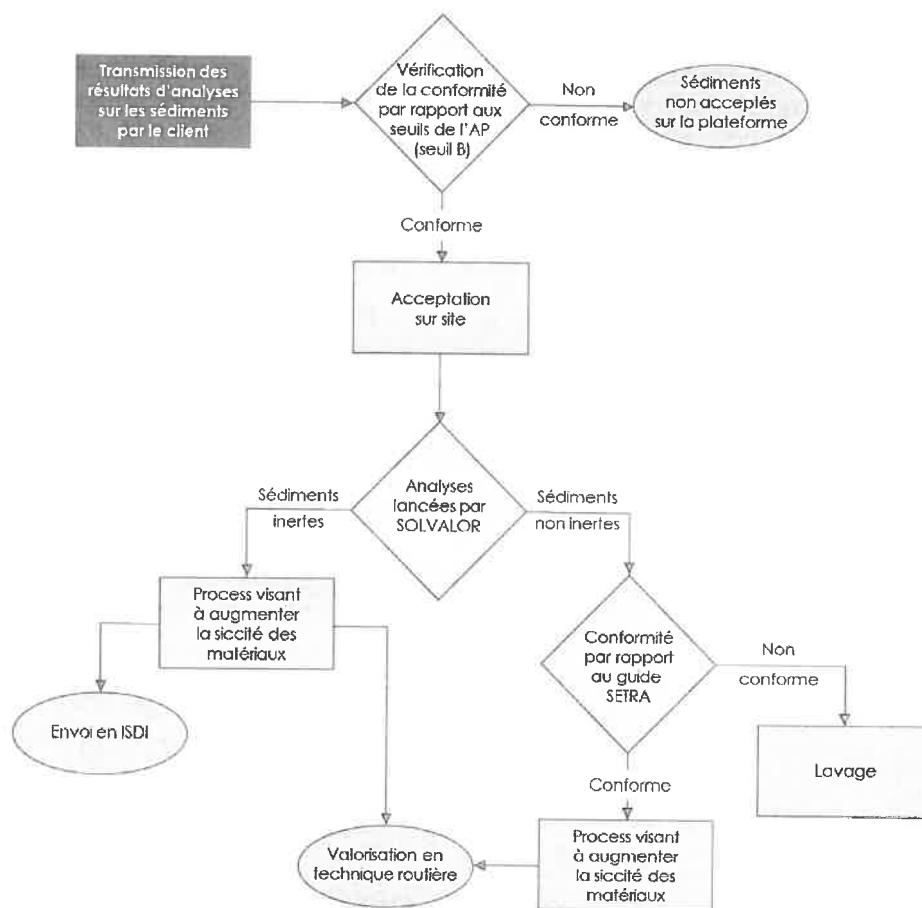 Transmission des
résultats d'analyses
sur les sédiments
par le client
Vérification
de la conformité
par rapport aux
seuils de l'AP
(seuil B)
Non
conforme
Sédiments
non acceptés
sur la plateforme
Conforme
Acceptation
sur site
Analyses
lancées par
SOLVALOR
Sédiments
inertes
Sédiments
non inertes
Process visant
à augmenter
la siccité des
matériaux
Conformité
par rapport
au guide
SETRA
Non
conforme
Envoi en ISDI
Lavage
Conforme
Valorisation en
technique routière
Process visant
à augmenter
la siccité des
matériaux